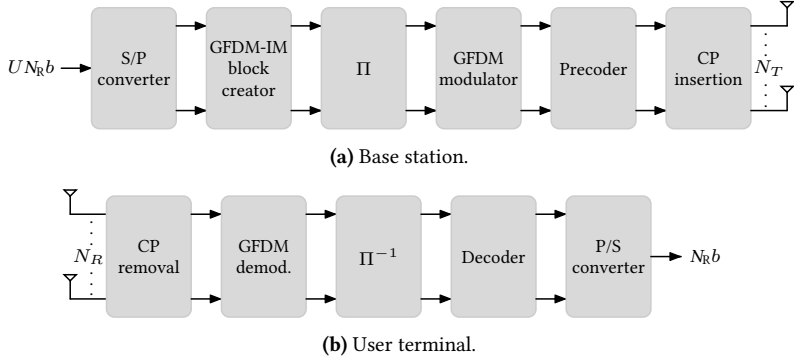 UN_R b
S/P
converter
GFDM-IM
block
creator
Π
GFDM
modulator
Precoder
CP
insertion
N_T
(a) Base station.
N_R
CP
removal
GFDM
demod.
Π⁻¹
Decoder
P/S
converter
N_R b
(b) User terminal.